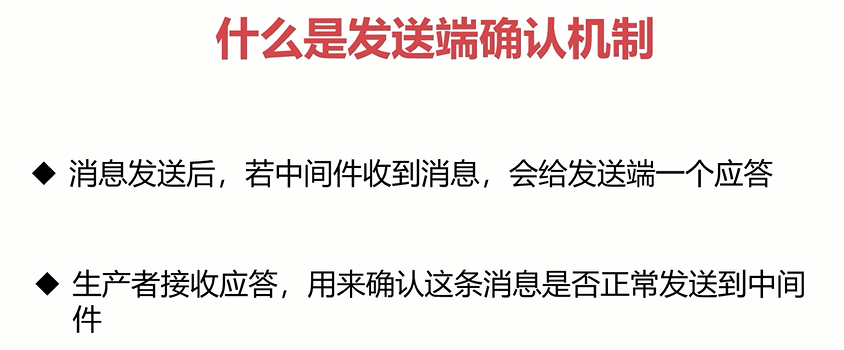 什么是发送端确认机制
◆ 消息发送后，若中间件收到消息，会给发送端一个应答
◆ 生产者接收应答，用来确认这条消息是否正常发送到中间
件